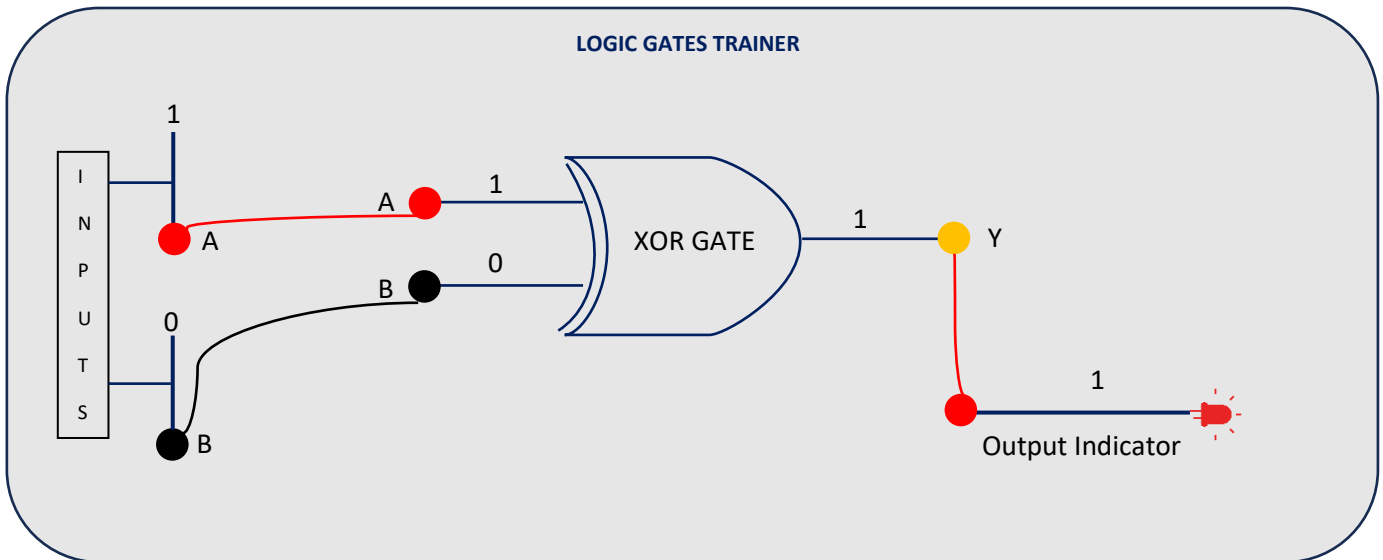 LOGIC GATES TRAINER
1
I
N
P
U
T
S
A
0
B
A
1
B
0
XOR GATE
1
Y
1
Output Indicator